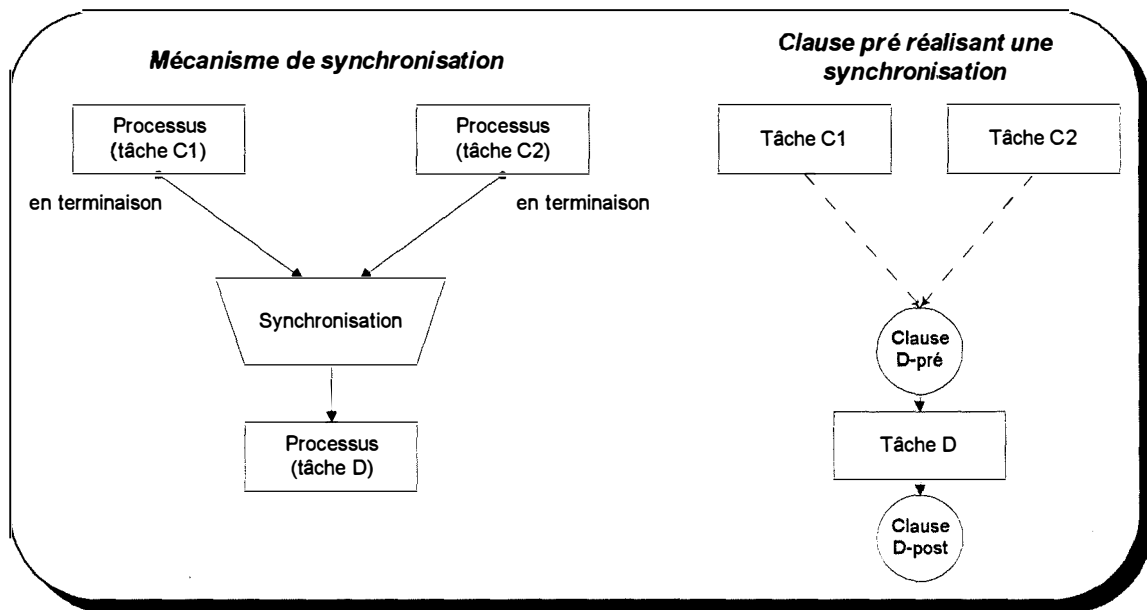 Mécanisme de synchronisation
Processus
(tâche C1)
Processus
(tâche C2)
en terminaison
en terminaison
Synchronisation
Processus
(tâche D)
Clause pré réalisant une
synchronisation
Tâche C1
Tâche C2
Clause
D-pré
Tâche D
Clause
D-post